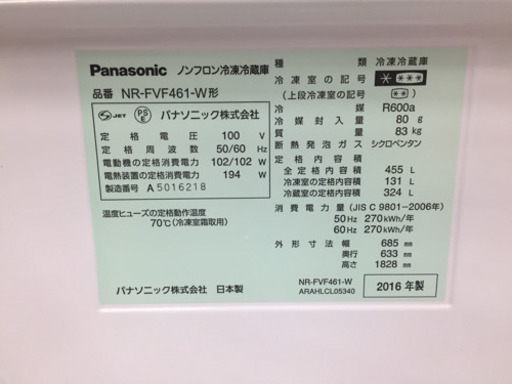 Panasonic ノンフロン冷凍冷蔵庫
品番 NR-FVF461-W形
S JET PSE パナソニック株式会社
定格電圧 100 V
定格周波数 50/60 Hz
電動機の定格消費電力 102/102 W
電熱装置の定格消費電力 194 W
製造番号 A 5016218
温度ヒューズの定格動作温度
70℃(冷凍室霜取用)
パナソニック株式会社 日本製
種類 冷凍冷蔵庫
冷凍室の記号
(上段冷凍室の記号)
冷媒 R600a
冷媒封入量 80 g
質量 83 kg
断熱発泡ガス シクロペンタン
定格内容積
全定格内容積 455 L
冷凍室の定格内容積 131 L
冷蔵室の定格内容積 324 L
消費電力量(JIS C 9801-2006年)
50Hz 270kWh/年
60Hz 270kWh/年
外形寸法 幅 685 mm
奥行 633 mm
高さ 1828 mm
NR-FVF461-W
ARAHLCL05340
2016年製